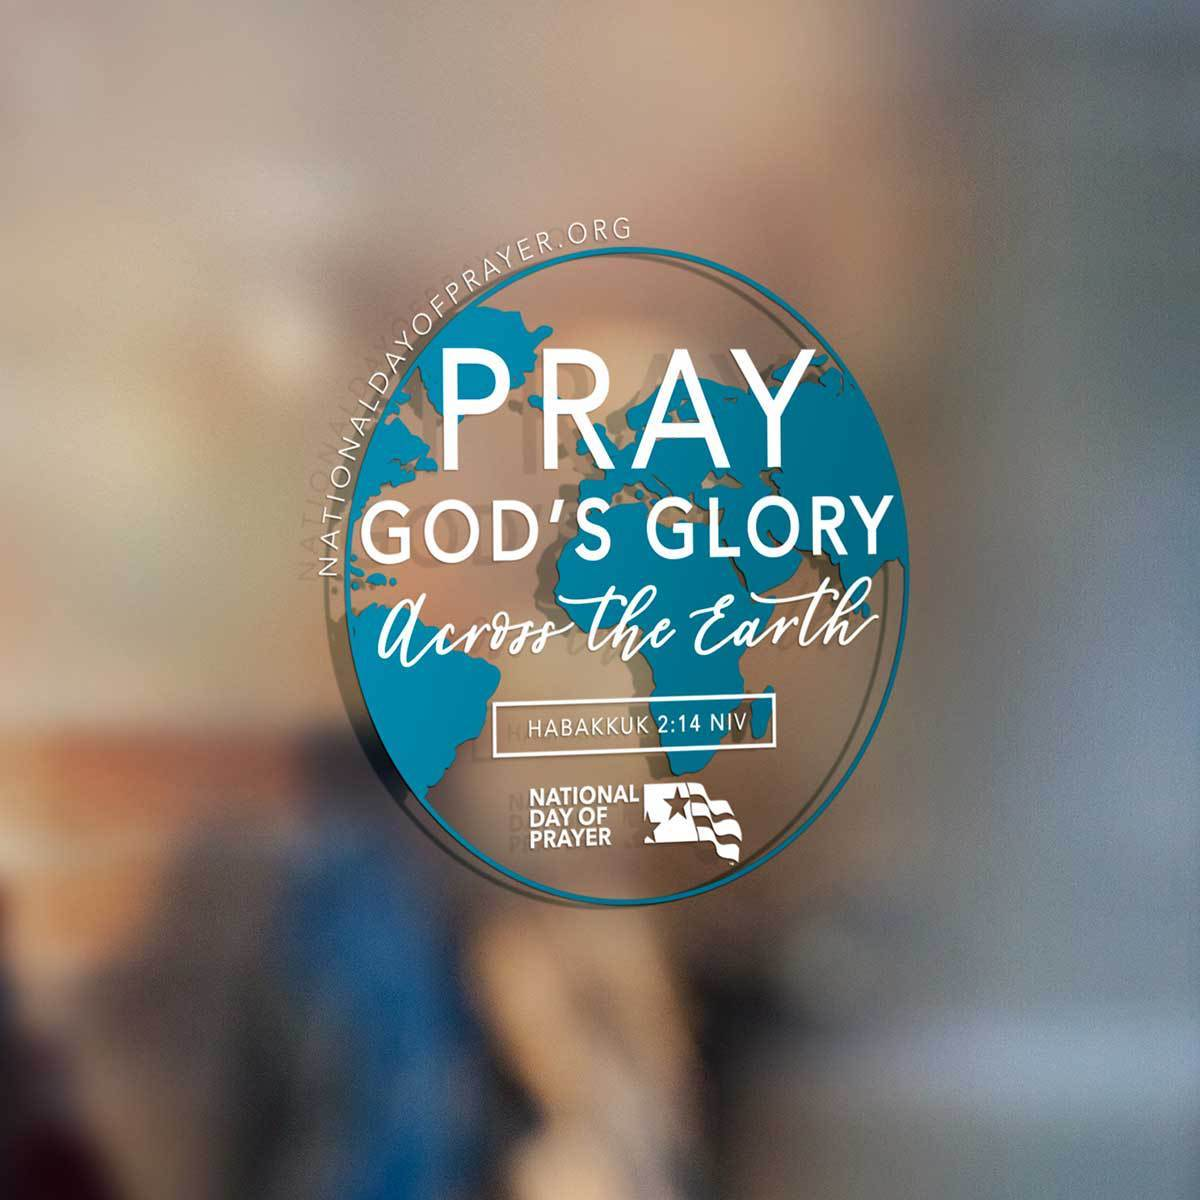 NATIONALDAYOFPRAYER.ORG
PRAY
GOD'S GLORY
Across the Earth
HABAKKUK 2:14 NIV
NATIONAL
DAY OF
PRAYER